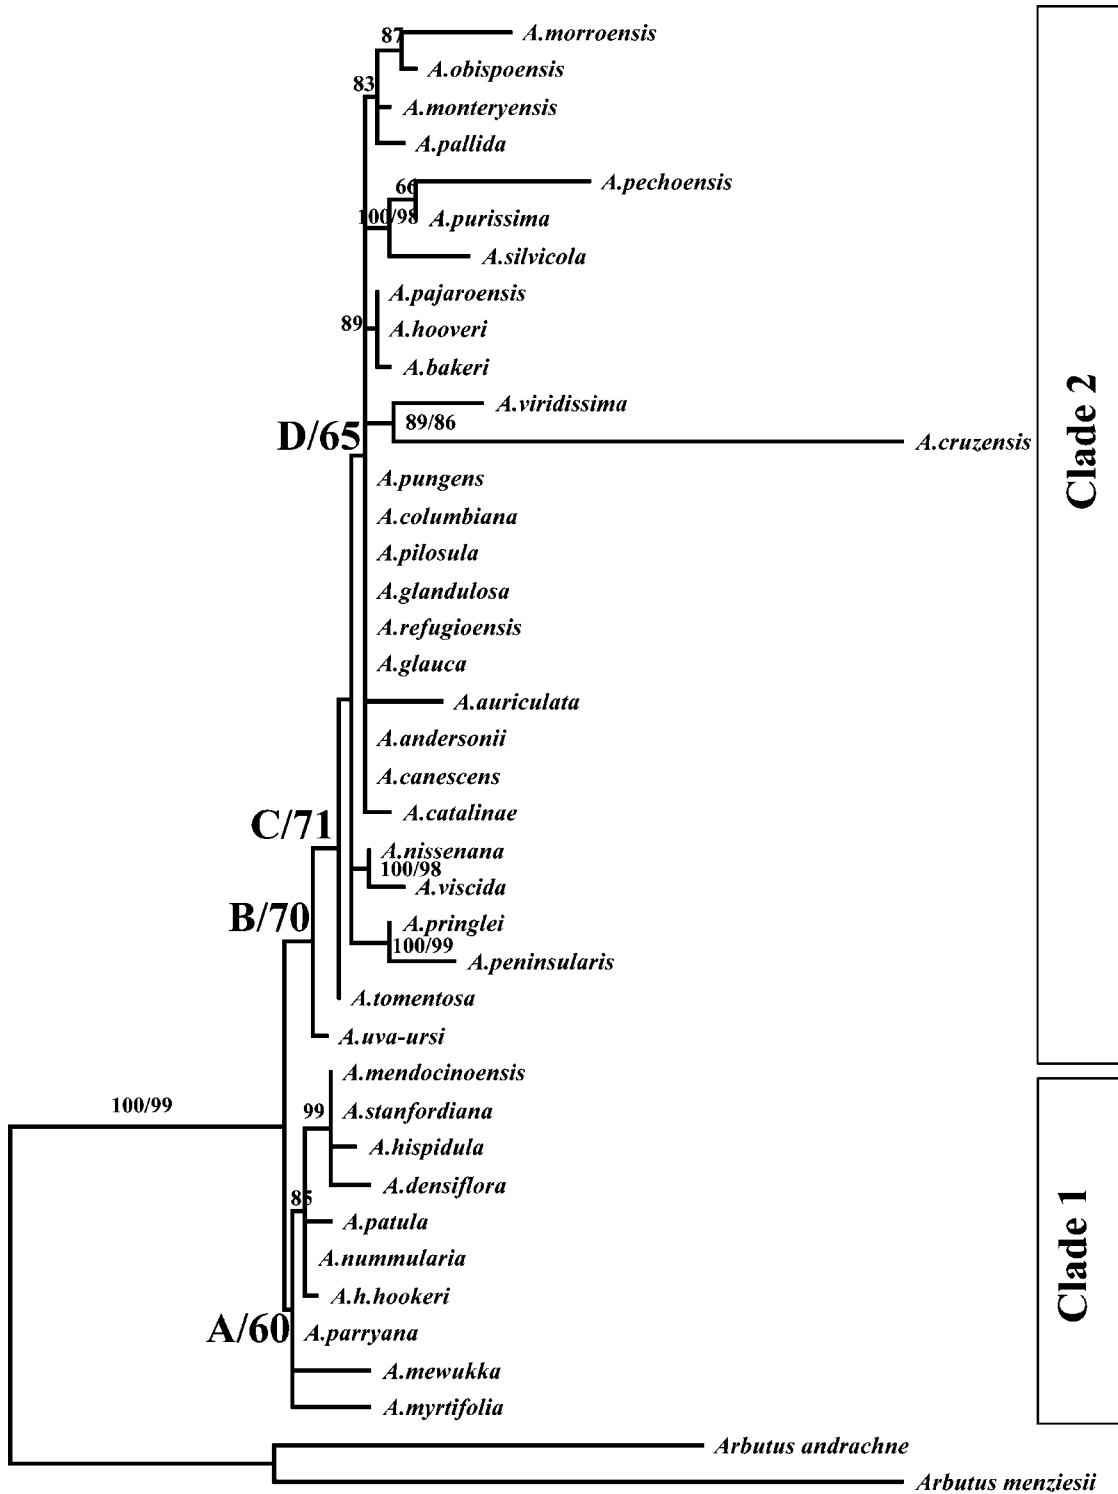 87
A.morroensis
A.obispoensis
83
A.monteryensis
A.pallida
66
A.pechoensis
100/98
A.purissima
A.silvicola
A.pajaroensis
89
A.hooveri
A.bakeri
A.viridissima
89/86
D/65
A.cruzensis
Clade 2
A.pungens
A.columbiana
A.pilosula
A.glandulosa
A.refugioensis
A.glauca
A.auriculata
A.andersonii
A.canescens
A.catalinae
C/71
A.nissenana
100/98
A.viscida
B/70
A.pringlei
100/99
A.peninsularis
A.tomentosa
A.uva-ursi
A.mendocinoensis
100/99
99
A.stanfordiana
A.hispidula
A.densiflora
85
A.patula
Clade 1
A.nummularia
A.h.hookeri
A/60
A.parryana
A.mewukka
A.myrtifolia
Arbutus andrachne
Arbutus menziesii